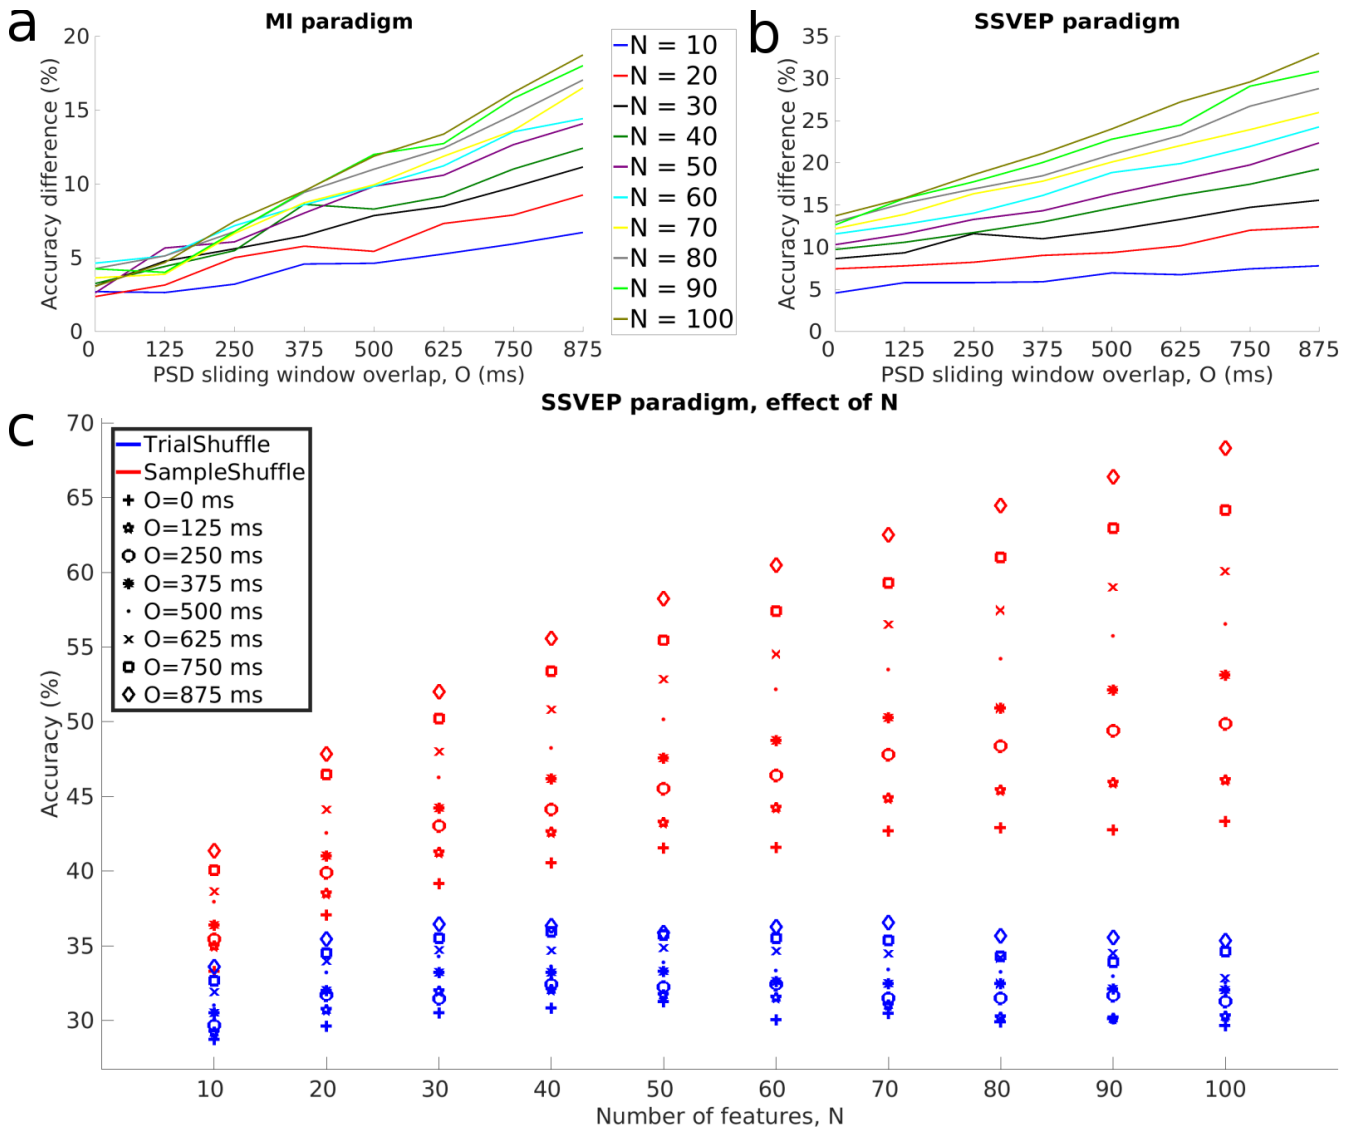 a
MI paradigm
20
15
10
5
0
Accuracy difference (%)
0 125 250 375 500 625 750 875
PSD sliding window overlap, O (ms)
N = 10
N = 20
N = 30
N = 40
N = 50
N = 60
N = 70
N = 80
N = 90
N = 100
b
SSVEP paradigm
35
30
25
20
15
10
5
0
Accuracy difference (%)
0 125 250 375 500 625 750 875
PSD sliding window overlap, O (ms)
c
SSVEP paradigm, effect of N
TrialShuffle
SampleShuffle
O=0 ms
O=125 ms
O=250 ms
O=375 ms
O=500 ms
O=625 ms
O=750 ms
O=875 ms
70
65
60
55
50
45
40
35
30
Accuracy (%)
10 20 30 40 50 60 70 80 90 100
Number of features, N